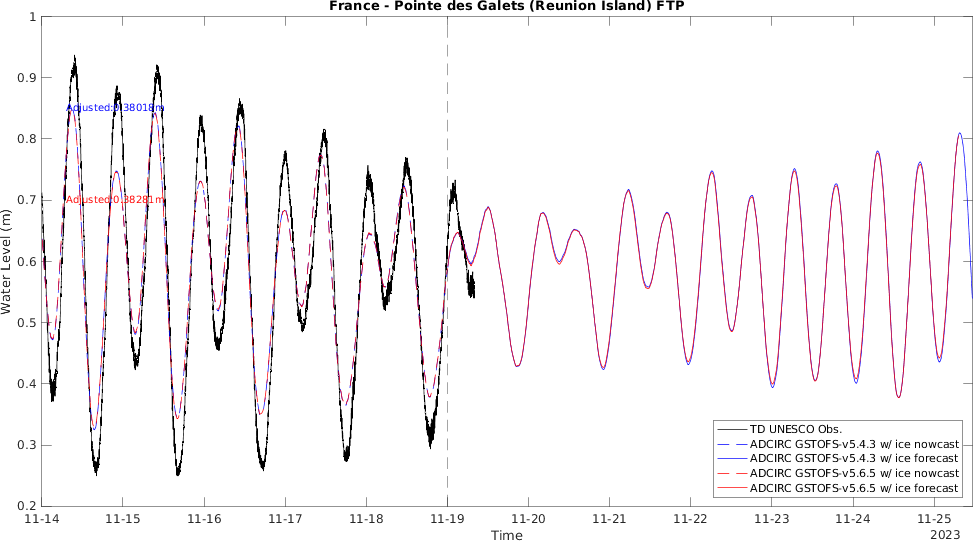 France - Pointe des Galets (Reunion Island) FTP
Water Level (m)
1
0.9
0.8
0.7
0.6
0.5
0.4
0.3
0.2
Adjusted:0.38018m
Adjusted:0.38281m
TD UNESCO Obs.
ADCIRC GSTOFS-v5.4.3 w/ ice nowcast
ADCIRC GSTOFS-v5.4.3 w/ ice forecast
ADCIRC GSTOFS-v5.6.5 w/ ice nowcast
ADCIRC GSTOFS-v5.6.5 w/ ice forecast
11-14 11-15 11-16 11-17 11-18 11-19 11-20 11-21 11-22 11-23 11-24 11-25
Time
2023